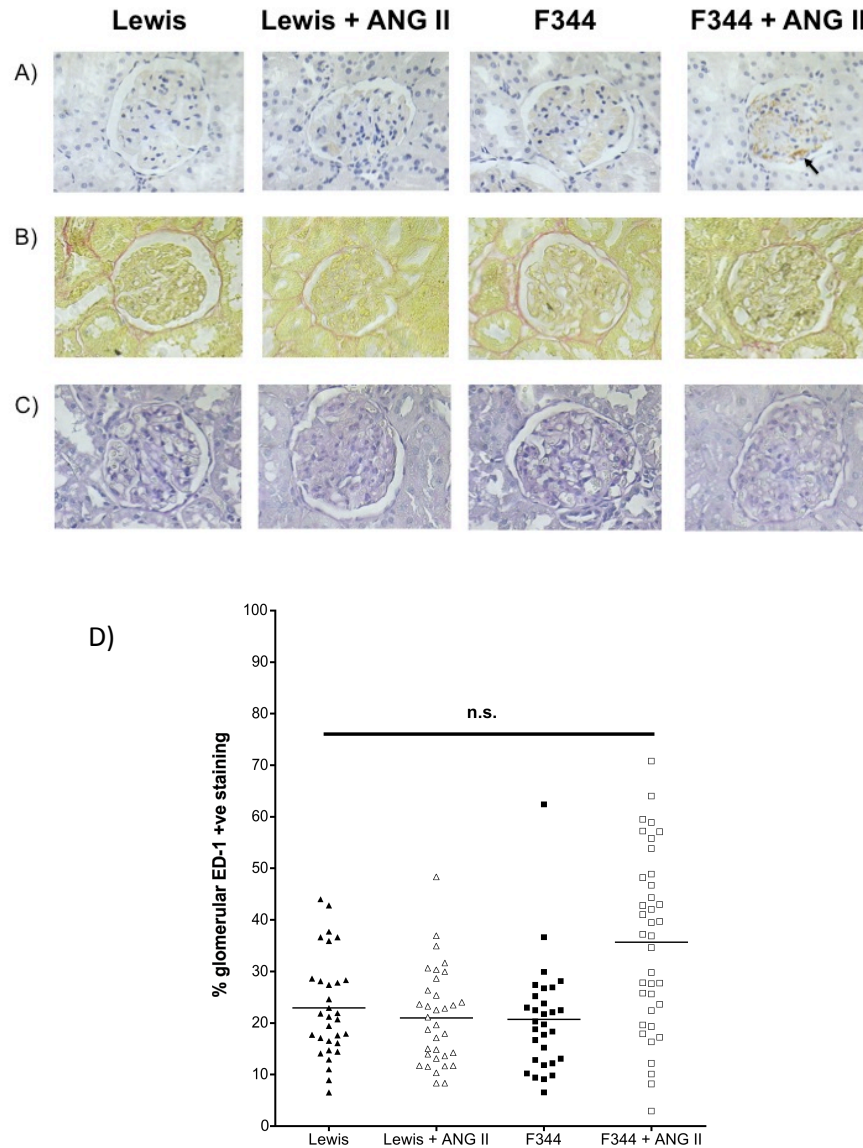 Lewis Lewis + ANG II F344 F344 + ANG II
A)
B)
C)
D)
% glomerular ED-1 +ve staining
100
90
80
70
60
50
40
30
20
10
0
n.s.
Lewis Lewis + ANG II F344 F344 + ANG II